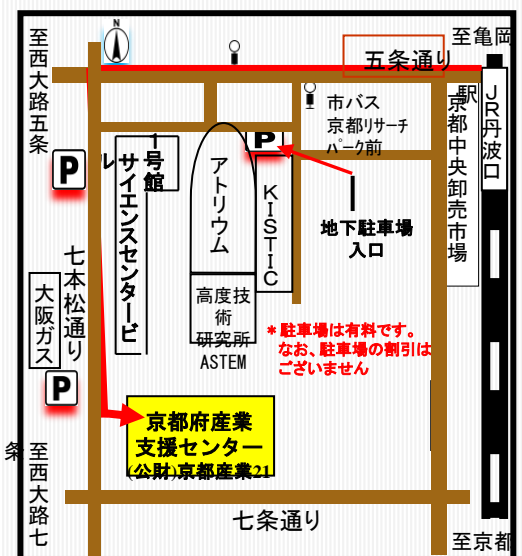 N
至亀岡
五条通り
至西大路五条
市バス
京都リサーチ
パーク前
JR丹波口
駅
京都中央卸売市場
P
1号館
サイエンスセンタービ
ル
アトリウム
P
KISTIC
地下駐車場
入口
七本松通り
大阪ガス
高度技
術
研究所
ASTEM
*駐車場は有料です。
なお、駐車場の割引は
ございません
P
京都府産業
支援センター
(公財)京都産業21
至西大路七
条
七条通り
至京都